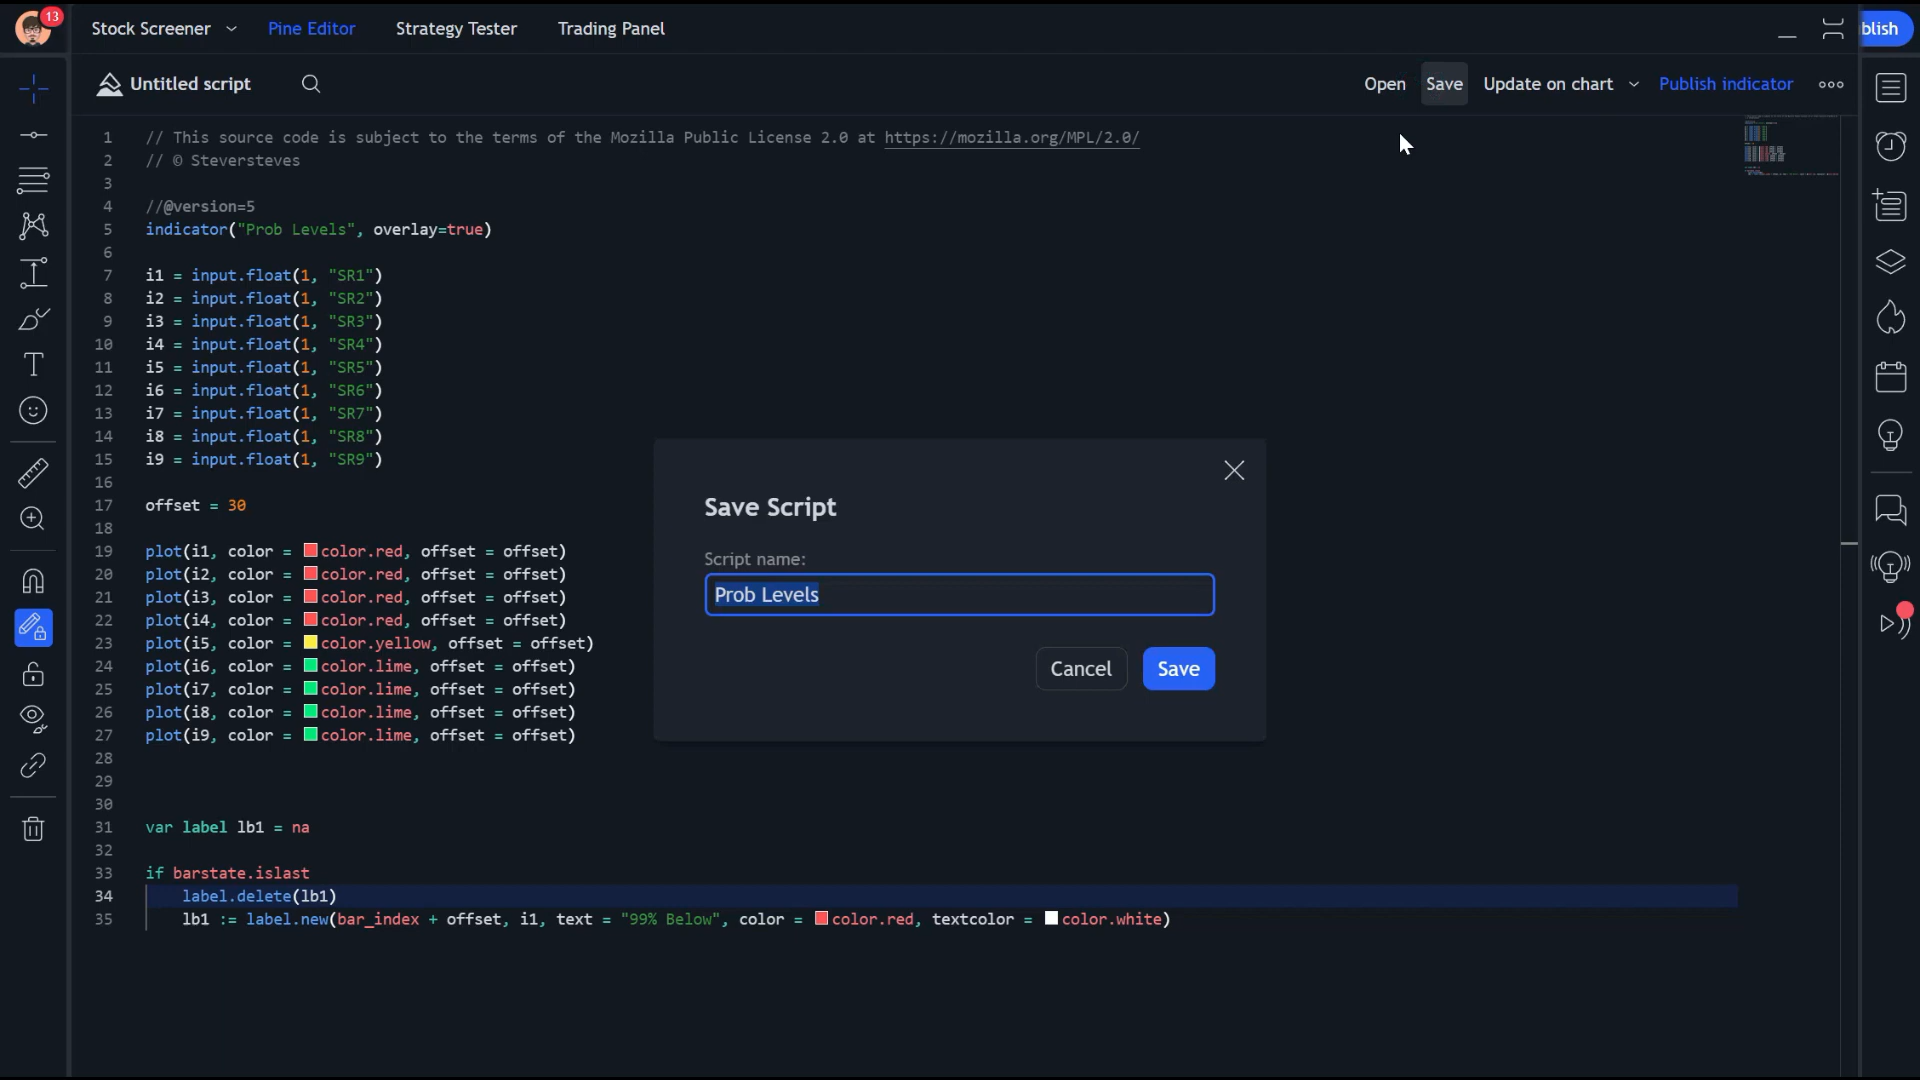 13
Stock Screener Pine Editor Strategy Tester Trading Panel blish
Untitled script Open Save Update on chart Publish indicator
1 // This source code is subject to the terms of the Mozilla Public License 2.0 at https://mozilla.org/MPL/2.0/
2 // © Steversteves
3
4 //@version=5
5 indicator("Prob Levels", overlay=true)
6
7 i1 = input.float(1, "SR1")
8 i2 = input.float(1, "SR2")
9 i3 = input.float(1, "SR3")
10 i4 = input.float(1, "SR4")
11 i5 = input.float(1, "SR5")
12 i6 = input.float(1, "SR6")
13 i7 = input.float(1, "SR7")
14 i8 = input.float(1, "SR8")
15 i9 = input.float(1, "SR9")
16
17 offset = 30
18
19 plot(i1, color = color.red, offset = offset)
20 plot(i2, color = color.red, offset = offset)
21 plot(i3, color = color.red, offset = offset)
22 plot(i4, color = color.red, offset = offset)
23 plot(i5, color = color.yellow, offset = offset)
24 plot(i6, color = color.lime, offset = offset)
25 plot(i7, color = color.lime, offset = offset)
26 plot(i8, color = color.lime, offset = offset)
27 plot(i9, color = color.lime, offset = offset)
28
29
30
31 var label lb1 = na
32
33 if barstate.islast
34 label.delete(lb1)
35 lb1 := label.new(bar_index + offset, i1, text = "99% Below", color = color.red, textcolor = color.white)
Save Script
Script name:
Prob Levels
Cancel Save